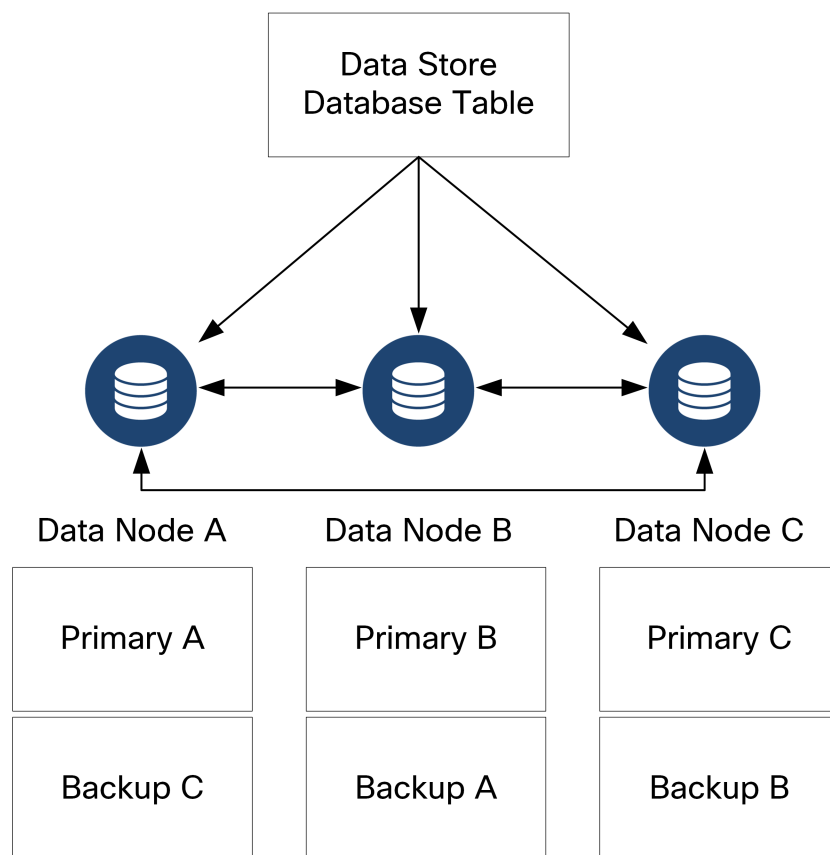 Data Store
Database Table
Data Node A
Data Node B
Data Node C
Primary A
Primary B
Primary C
Backup C
Backup A
Backup B